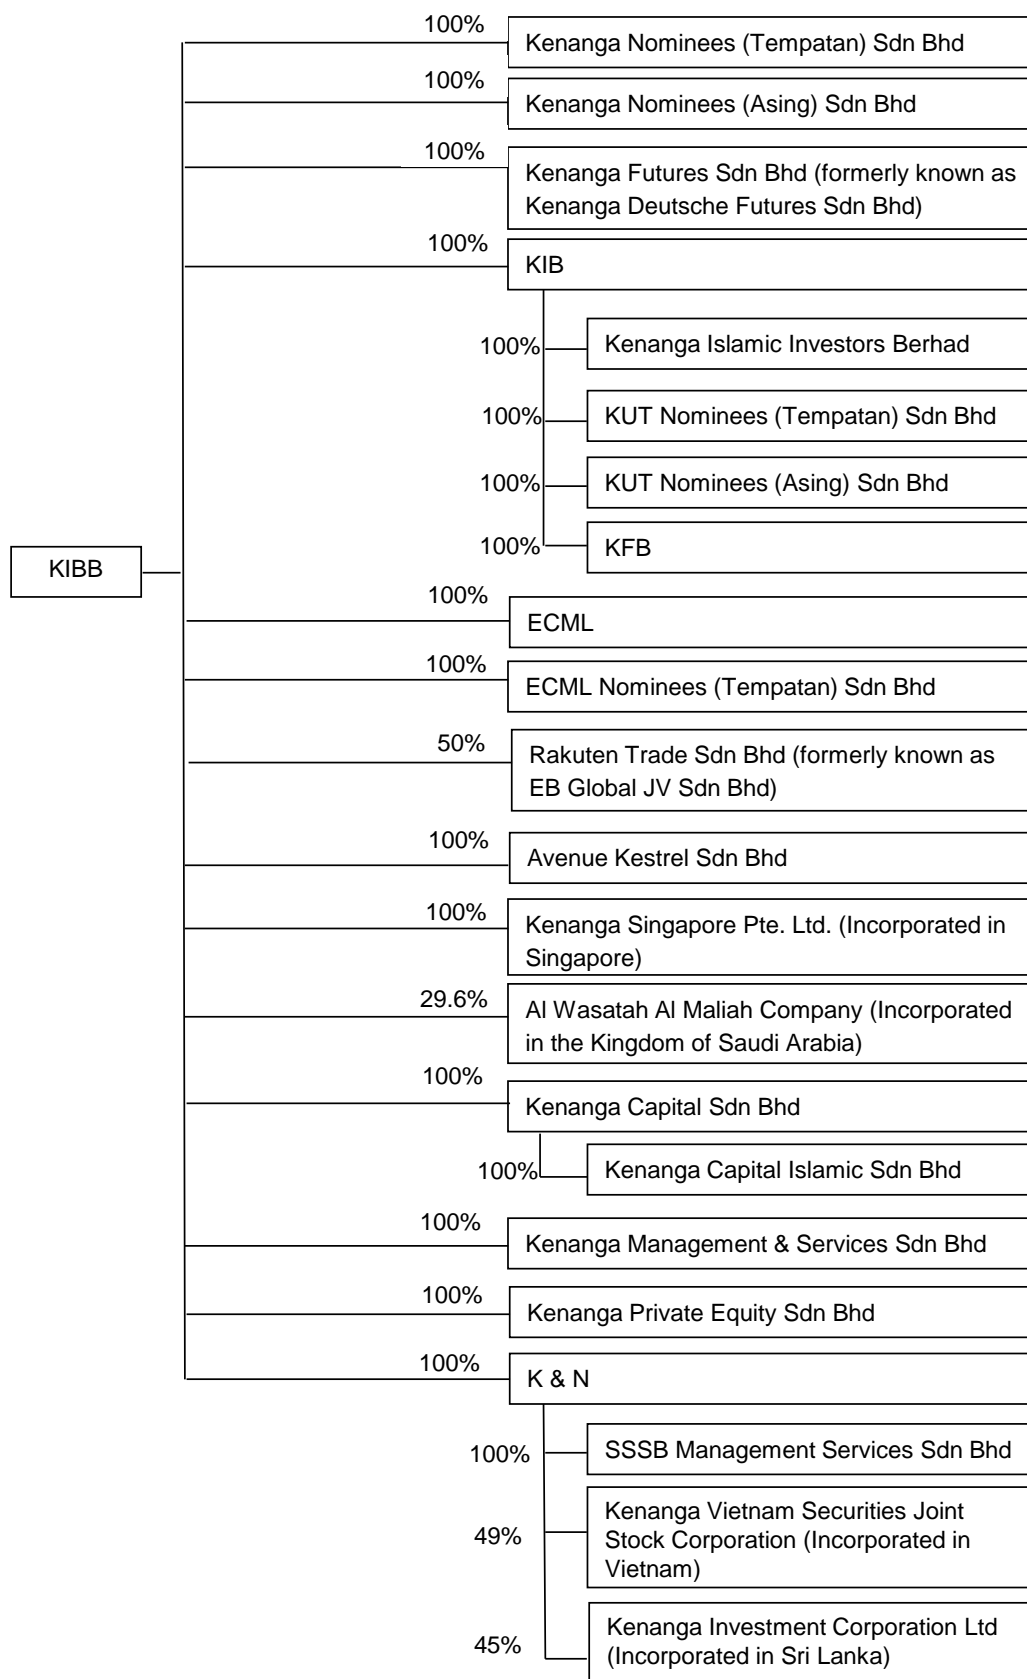 100%
Kenanga Nominees (Tempatan) Sdn Bhd
100%
Kenanga Nominees (Asing) Sdn Bhd
100%
Kenanga Futures Sdn Bhd (formerly known as
Kenanga Deutsche Futures Sdn Bhd)
100%
KIB
100%
Kenanga Islamic Investors Berhad
100%
KUT Nominees (Tempatan) Sdn Bhd
100%
KUT Nominees (Asing) Sdn Bhd
100%
KFB
KIBB
100%
ECML
100%
ECML Nominees (Tempatan) Sdn Bhd
50%
Rakuten Trade Sdn Bhd (formerly known as
EB Global JV Sdn Bhd)
100%
Avenue Kestrel Sdn Bhd
100%
Kenanga Singapore Pte. Ltd. (Incorporated in
Singapore)
29.6%
Al Wasatah Al Maliah Company (Incorporated
in the Kingdom of Saudi Arabia)
100%
Kenanga Capital Sdn Bhd
100%
Kenanga Capital Islamic Sdn Bhd
100%
Kenanga Management & Services Sdn Bhd
100%
Kenanga Private Equity Sdn Bhd
100%
K & N
100%
SSSB Management Services Sdn Bhd
49%
Kenanga Vietnam Securities Joint
Stock Corporation (Incorporated in
Vietnam)
45%
Kenanga Investment Corporation Ltd
(Incorporated in Sri Lanka)